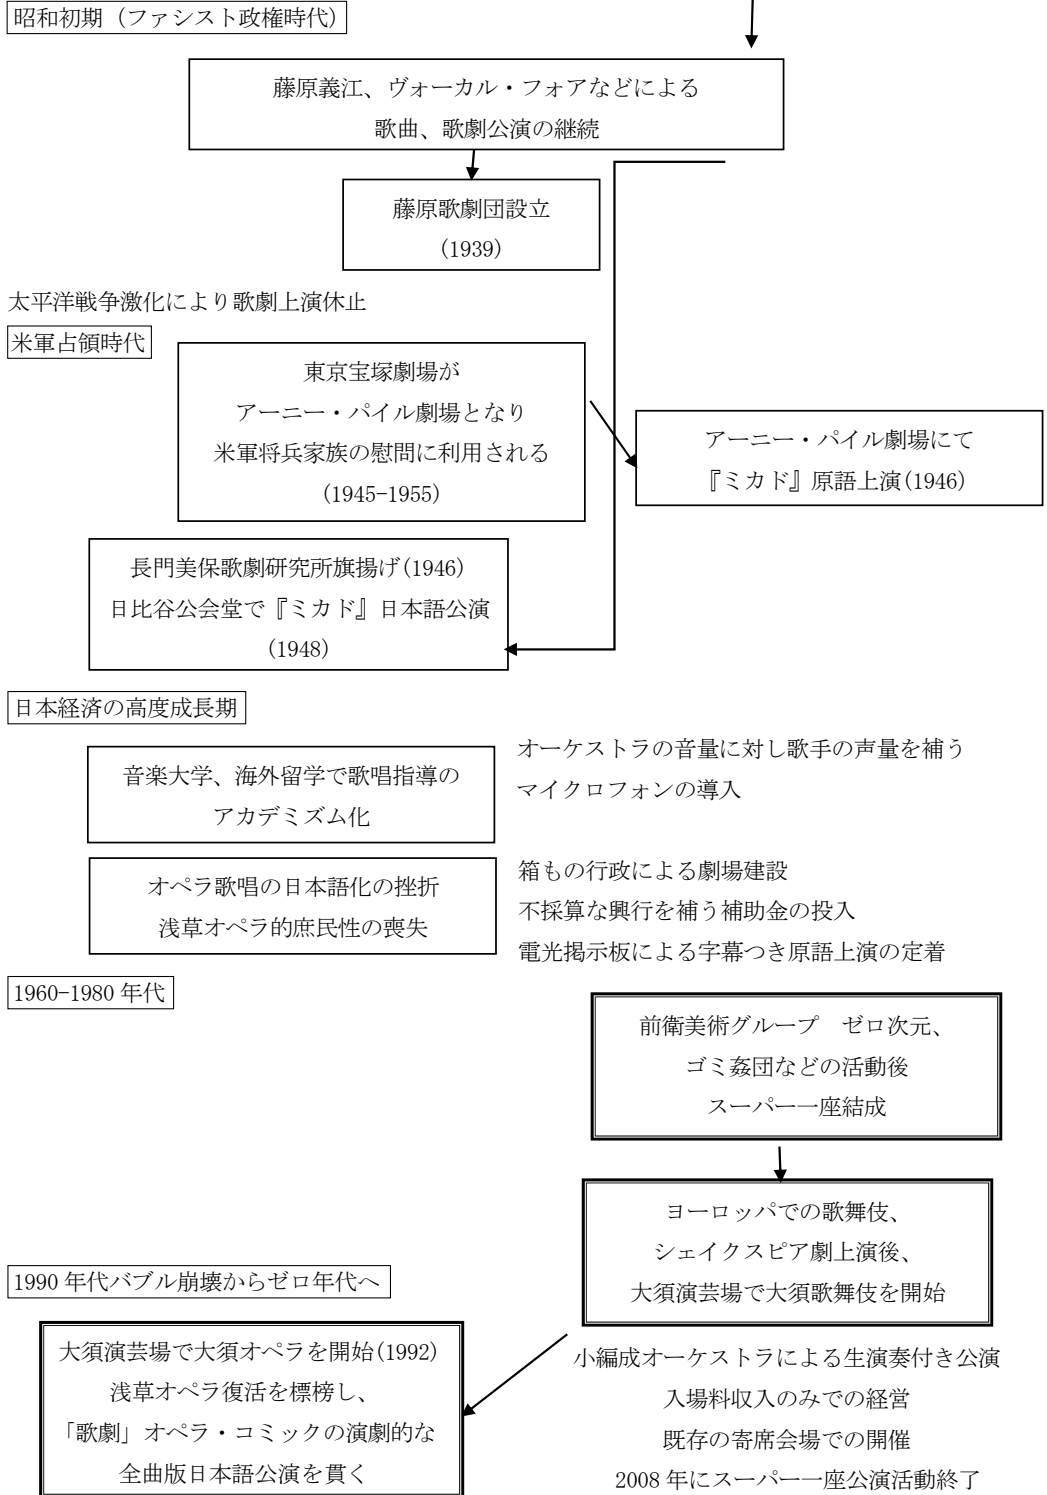 昭和初期（ファシスト政権時代）
藤原義江、ヴォーカル・フォアなどによる
歌曲、歌劇公演の継続
藤原歌劇団設立
(1939)
太平洋戦争激化により歌劇上演休止
米軍占領時代
東京宝塚劇場が
アーニー・パイル劇場となり
米軍将兵家族の慰問に利用される
(1945-1955)
アーニー・パイル劇場にて
『ミカド』原語上演(1946)
長門美保歌劇研究所旗揚げ(1946)
日比谷公会堂で『ミカド』日本語公演
(1948)
日本経済の高度成長期
音楽大学、海外留学で歌唱指導の
アカデミズム化
オーケストラの音量に対し歌手の声量を補う
マイクロフォンの導入
オペラ歌唱の日本語化の挫折
浅草オペラ的庶民性の喪失
箱もの行政による劇場建設
不採算な興行を補う補助金の投入
電光掲示板による字幕つき原語上演の定着
1960-1980 年代
前衛美術グループ　ゼロ次元、
ゴミ姦団などの活動後
スーパー一座結成
ヨーロッパでの歌舞伎、
シェイクスピア劇上演後、
大須演芸場で大須歌舞伎を開始
1990 年代バブル崩壊からゼロ年代へ
大須演芸場で大須オペラを開始(1992)
浅草オペラ復活を標榜し、
「歌劇」オペラ・コミックの演劇的な
全曲版日本語公演を貫く
小編成オーケストラによる生演奏付き公演
入場料収入のみでの経営
既存の寄席会場での開催
2008 年にスーパー一座公演活動終了